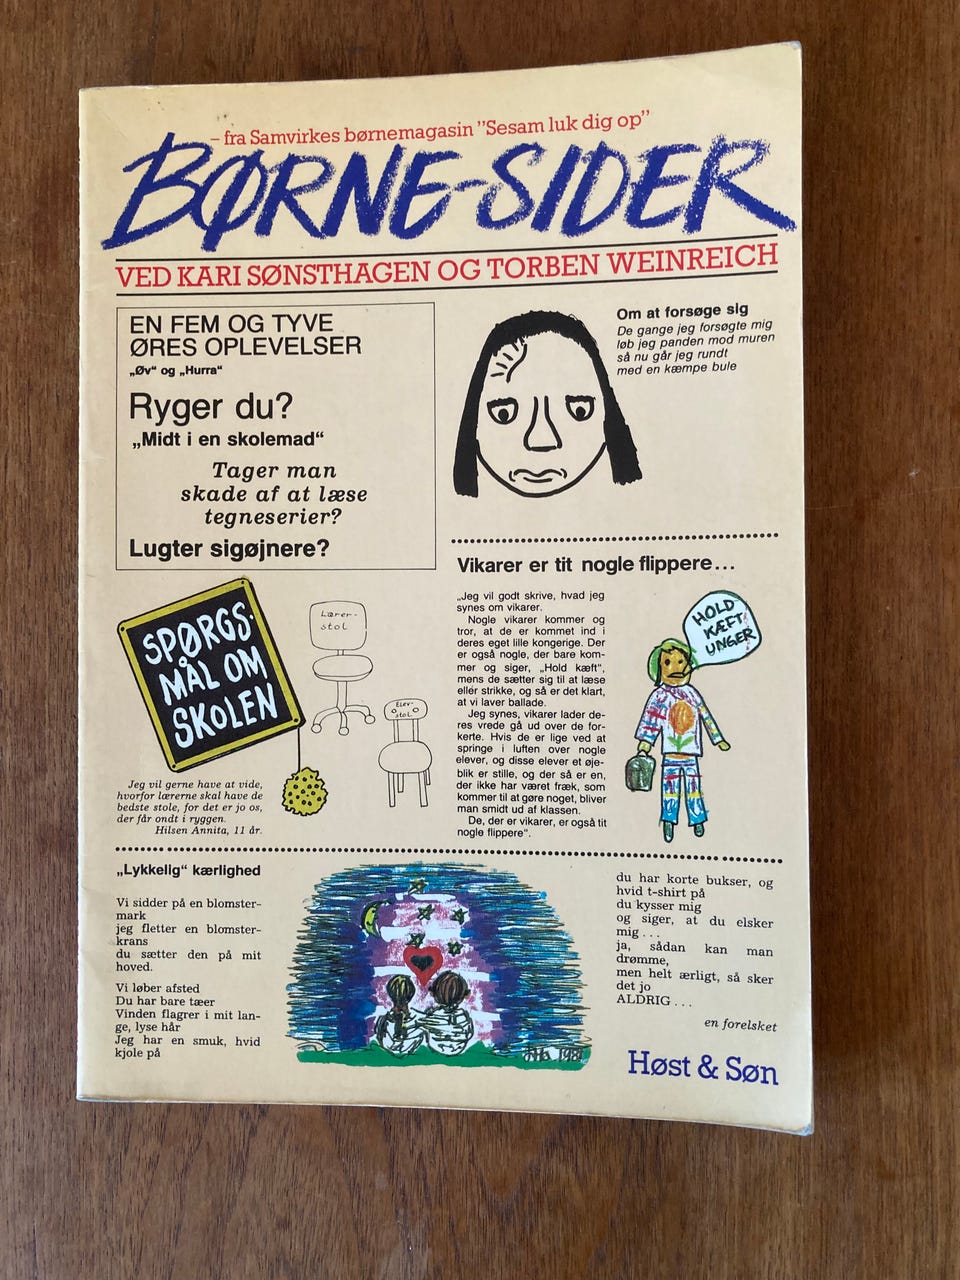 – fra Samvirkes børnemagasin ”Sesam luk dig op”
BØRNE-SIDER
VED KARI SØNSTHAGEN OG TORBEN WEINREICH
EN FEM OG TYVE
ØRES OPLEVELSER
„Øv“ og „Hurra“
Ryger du?
„Midt i en skolemad“
Tager man
skade af at læse
tegneserier?
Lugter sigøjnere?
Om at forsøge sig
De gange jeg forsøgte mig
løb jeg panden mod muren
så nu går jeg rundt
med en kæmpe bule
SPØRGS-
MÅL OM
SKOLEN
Lærer-
stol
Elev-
stol
Jeg vil gerne have at vide,
hvorfor lærerne skal have de
bedste stole, for det er jo os,
der får ondt i ryggen.
Hilsen Annita, 11 år.
Vikarer er tit nogle flippere...
„Jeg vil godt skrive, hvad jeg
synes om vikarer.
Nogle vikarer kommer og
tror, at de er kommet ind i
deres eget lille kongerige. Der
er også nogle, der bare kom-
mer og siger, „Hold kæft“,
mens de sætter sig til at læse
eller strikke, og så er det klart,
at vi laver ballade.
Jeg synes, vikarer lader de-
res vrede gå ud over de for-
kerte. Hvis de er lige ved at
springe i luften over nogle
elever, og disse elever et øje-
blik er stille, og der så er en,
der ikke har været fræk, som
kommer til at gøre noget, bliver
man smidt ud af klassen.
De, der er vikarer, er også tit
nogle flippere“.
HOLD
KÆFT
UNGER
„Lykkelig“ kærlighed
Vi sidder på en blomster-
mark
jeg fletter en blomster-
krans
du sætter den på mit
hoved.
Vi løber afsted
Du har bare tæer
Vinden flagrer i mit lan-
ge, lyse hår
Jeg har en smuk, hvid
kjole på
1981
du har korte bukser, og
hvid t-shirt på
du kysser mig
og siger, at du elsker
mig . . .
ja, sådan kan man
drømme,
men helt ærligt, så sker
det jo
ALDRIG . . .
en forelsket
Høst & Søn